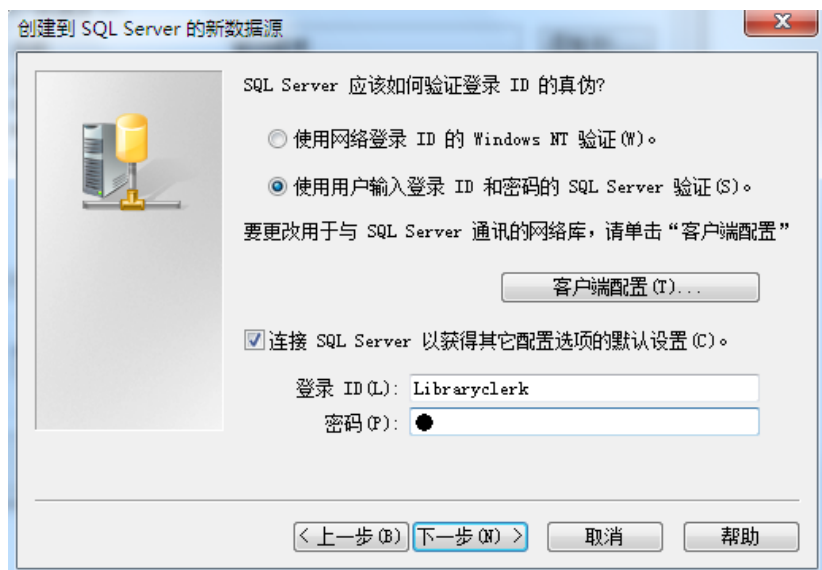 创建到 SQL Server 的新数据源
SQL Server 应该如何验证登录 ID 的真伪?
使用网络登录 ID 的 Windows NT 验证(W)。
使用用户输入登录 ID 和密码的 SQL Server 验证(S)。
要更改用于与 SQL Server 通讯的网络库，请单击“客户端配置”
客户端配置(T)...
连接 SQL Server 以获得其它配置选项的默认设置(C)。
登录 ID(L): Libraryclerk
密码(P): ●
< 上一步(B) 下一步(N) > 取消 帮助